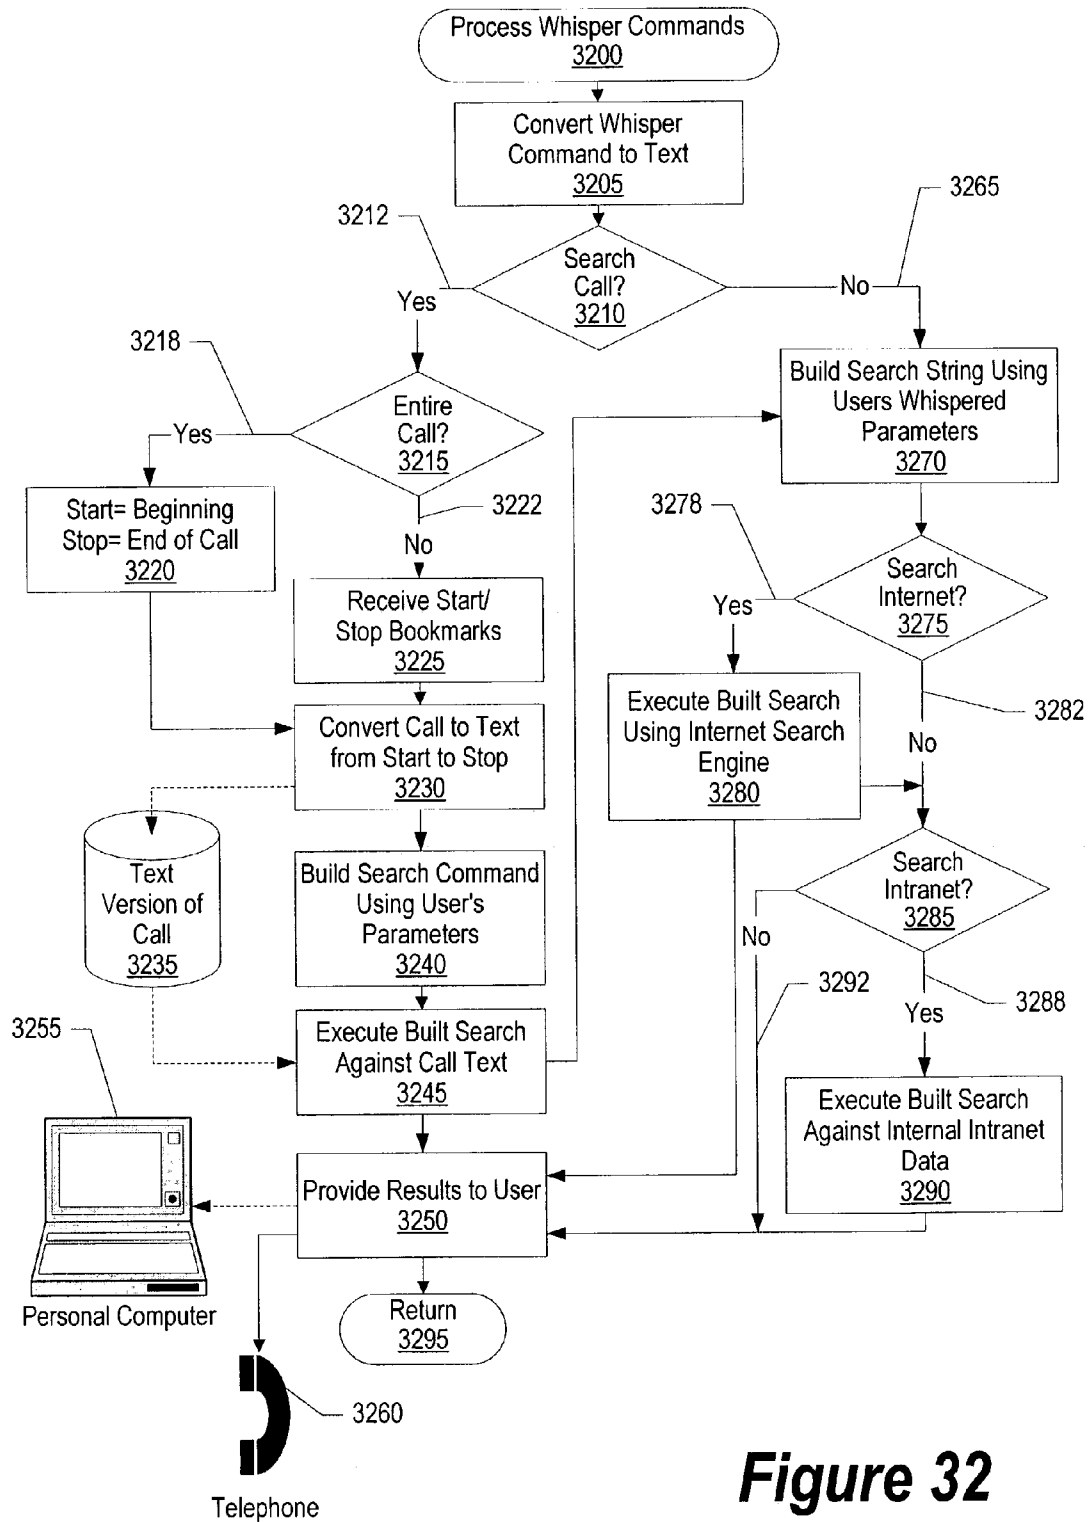 Process Whisper Commands
3200
Convert Whisper
Command to Text
3205
3265
3212
Search
Call?
3210
No
Yes
3218
Build Search String Using
Users Whispered
Parameters
3270
Entire
Call?
3215
Yes
3222
3278
Start= Beginning
Stop= End of Call
3220
No
Search
Internet?
3275
Receive Start/
Stop Bookmarks
3225
Yes
3282
Execute Built Search
Using Internet Search
Engine
3280
Convert Call to Text
from Start to Stop
3230
No
Text
Version of
Call
3235
Build Search Command
Using User's
Parameters
3240
Search
Intranet?
3285
No
3292
3288
Yes
3255
Execute Built Search
Against Call Text
3245
Execute Built Search
Against Internal Intranet
Data
3290
Provide Results to User
3250
Personal Computer
Return
3295
3260
Telephone
Figure 32